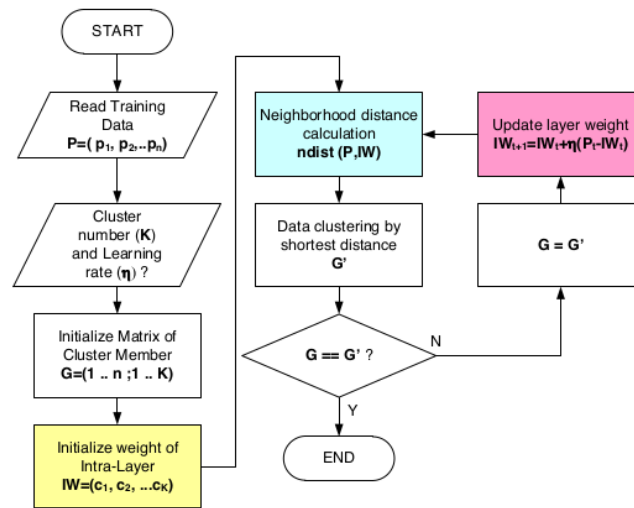 START
Read Training
Data
P=( p₁, p₂,..pₙ)
Cluster
number (K)
and Learning
rate (η) ?
Initialize Matrix of
Cluster Member
G=(1 .. n ;1 .. K)
Initialize weight of
Intra-Layer
IW=(c₁, c₂, ...cK)
Neighborhood distance
calculation
ndist (P,IW)
Data clustering by
shortest distance
G’
G == G’ ?
N
Y
END
G = G’
Update layer weight
IWₜ₊₁=IWₜ+η(Pₜ-IWₜ)